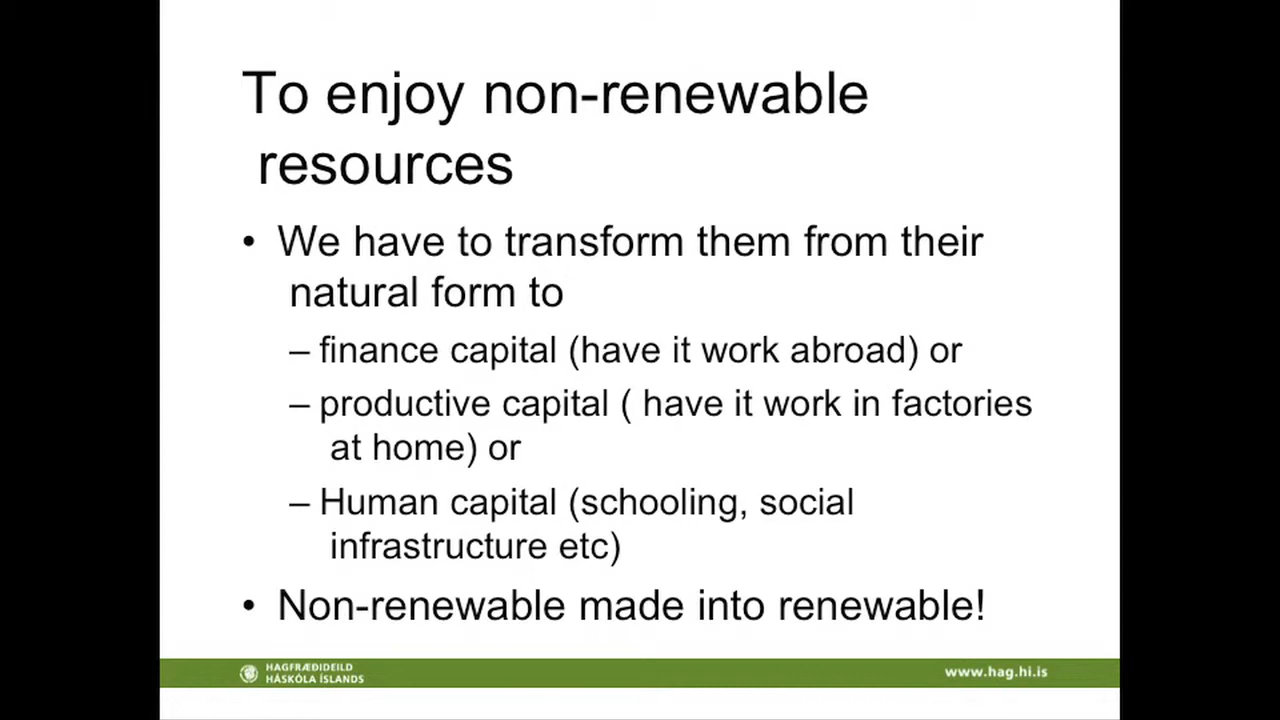 To enjoy non-renewable
resources
• We have to transform them from their
natural form to
– finance capital (have it work abroad) or
– productive capital ( have it work in factories
at home) or
– Human capital (schooling, social
infrastructure etc)
• Non-renewable made into renewable!
HAGFRÆÐIDEILD
HÁSKÓLA ÍSLANDS
www.hag.hi.is